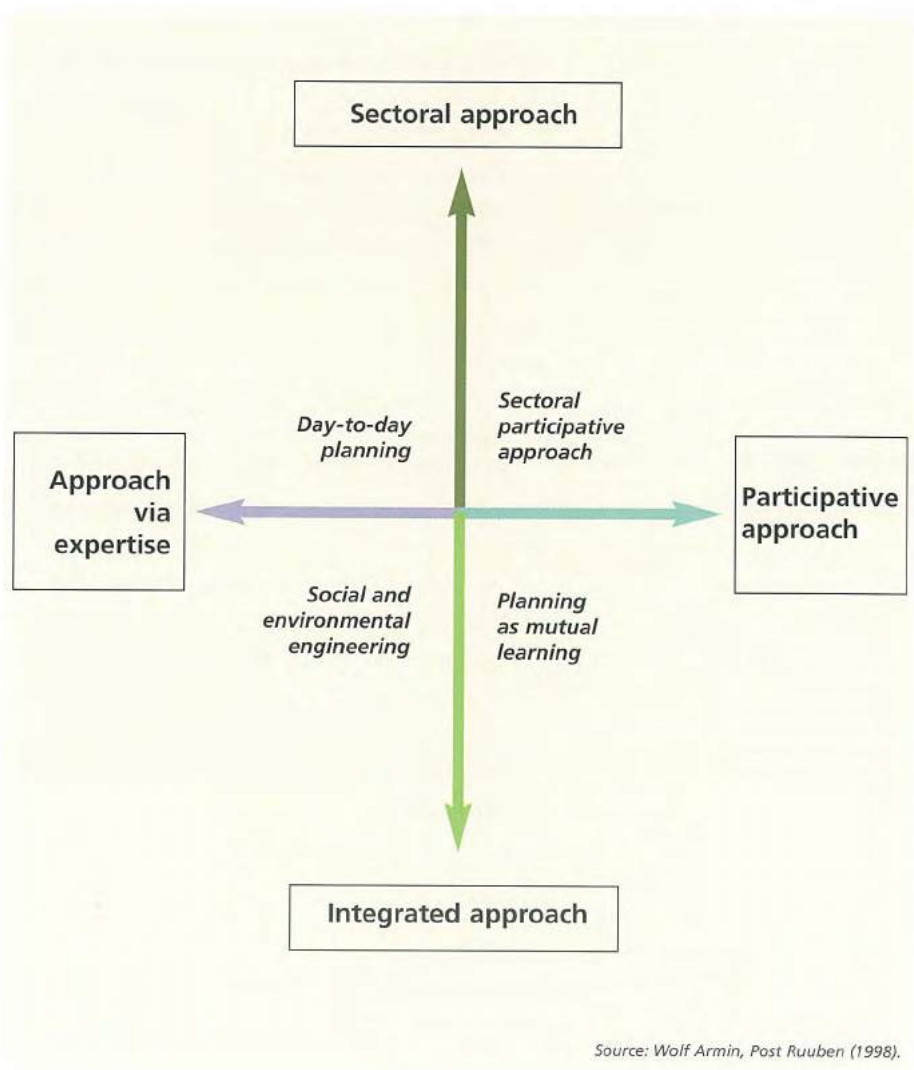 Sectoral approach
Day-to-day
planning
Sectoral
participative
approach
Approach
via
expertise
Participative
approach
Social and
environmental
engineering
Planning
as mutual
learning
Integrated approach
Source: Wolf Armin, Post Ruuben (1998).